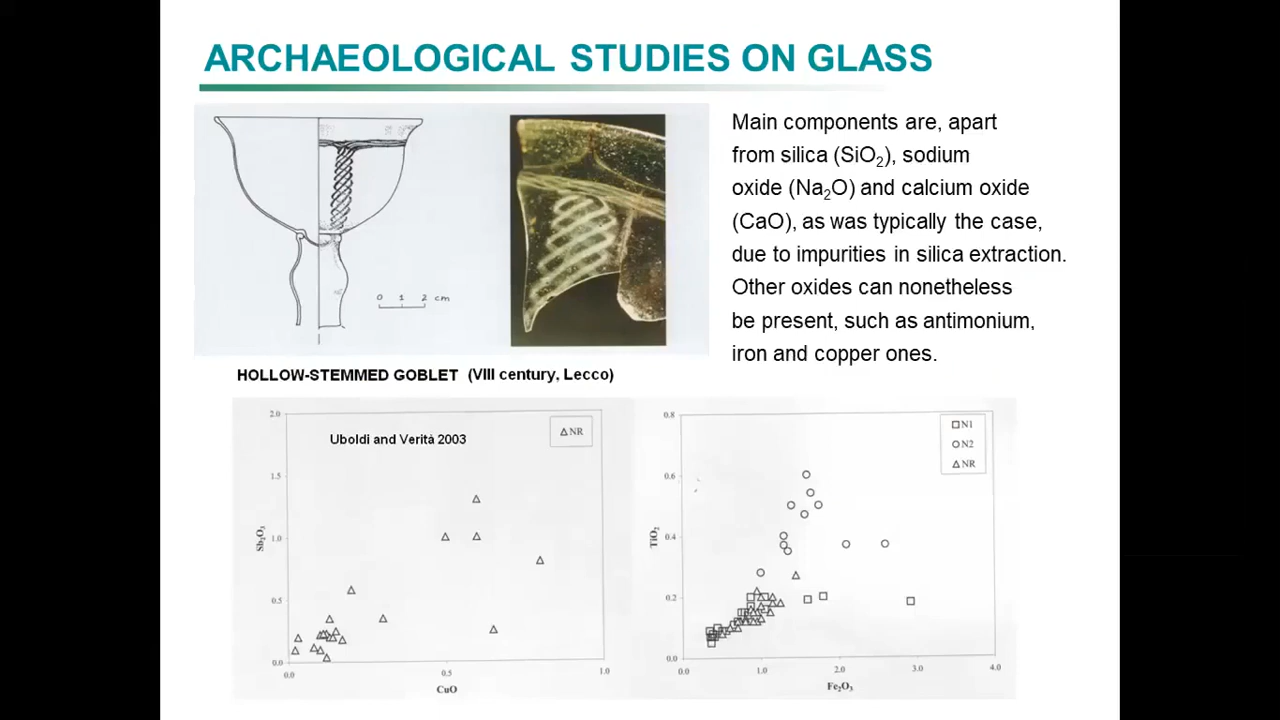 ARCHAEOLOGICAL STUDIES ON GLASS
0 1 2 cm
Main components are, apart
from silica (SiO₂), sodium
oxide (Na₂O) and calcium oxide
(CaO), as was typically the case,
due to impurities in silica extraction.
Other oxides can nonetheless
be present, such as antimonium,
iron and copper ones.
HOLLOW-STEMMED GOBLET (VIII century, Lecco)
2.0
Uboldi and Verità 2003
NR
1.5
Sb₂O₃
1.0
0.5
0.0
0.0 0.5 1.0
CuO
0.8
N1
N2
NR
0.6
TiO₂
0.4
0.2
0.0
0.0 1.0 2.0 3.0 4.0
Fe₂O₃